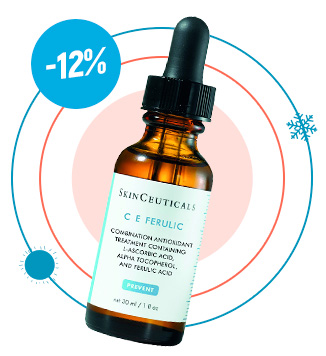 -12%
SKINCEUTICALS
C E FERULIC
COMBINATION ANTIOXIDANT
TREATMENT CONTAINING
L-ASCORBIC ACID,
ALPHA TOCOPHEROL,
AND FERULIC ACID
PREVENT
net 30 ml / 1 fl oz